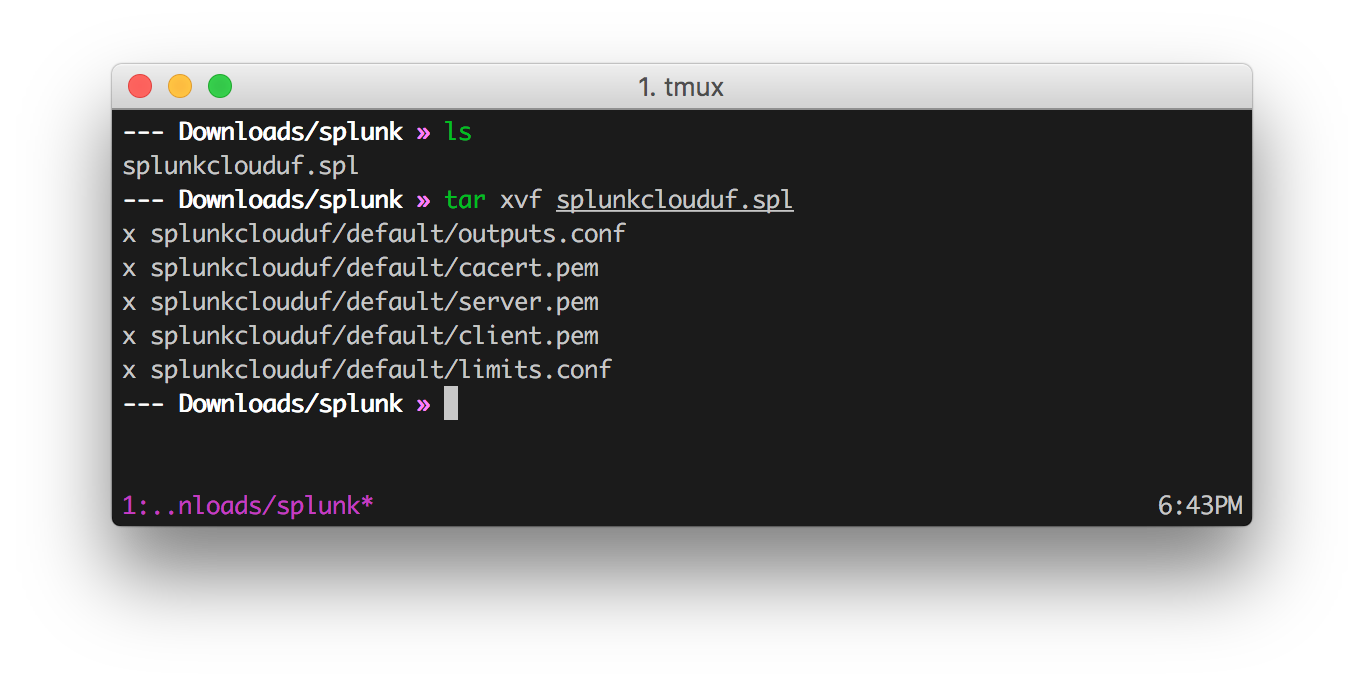 1. tmux
--- Downloads/splunk » ls
splunkclouduf.spl
--- Downloads/splunk » tar xvf splunkclouduf.spl
x splunkclouduf/default/outputs.conf
x splunkclouduf/default/cacert.pem
x splunkclouduf/default/server.pem
x splunkclouduf/default/client.pem
x splunkclouduf/default/limits.conf
--- Downloads/splunk »
1:..nloads/splunk* 6:43PM